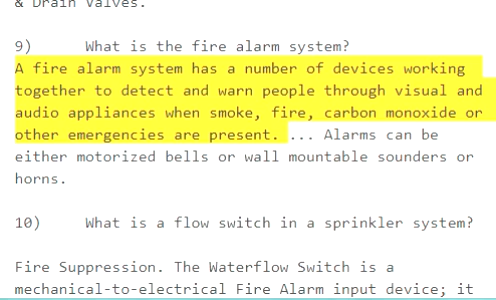 & Drain Valves.
9) What is the fire alarm system?
A fire alarm system has a number of devices working
together to detect and warn people through visual and
audio appliances when smoke, fire, carbon monoxide or
other emergencies are present. ... Alarms can be
either motorized bells or wall mountable sounders or
horns.
10) What is a flow switch in a sprinkler system?
Fire Suppression. The Waterflow Switch is a
mechanical-to-electrical Fire Alarm input device; it